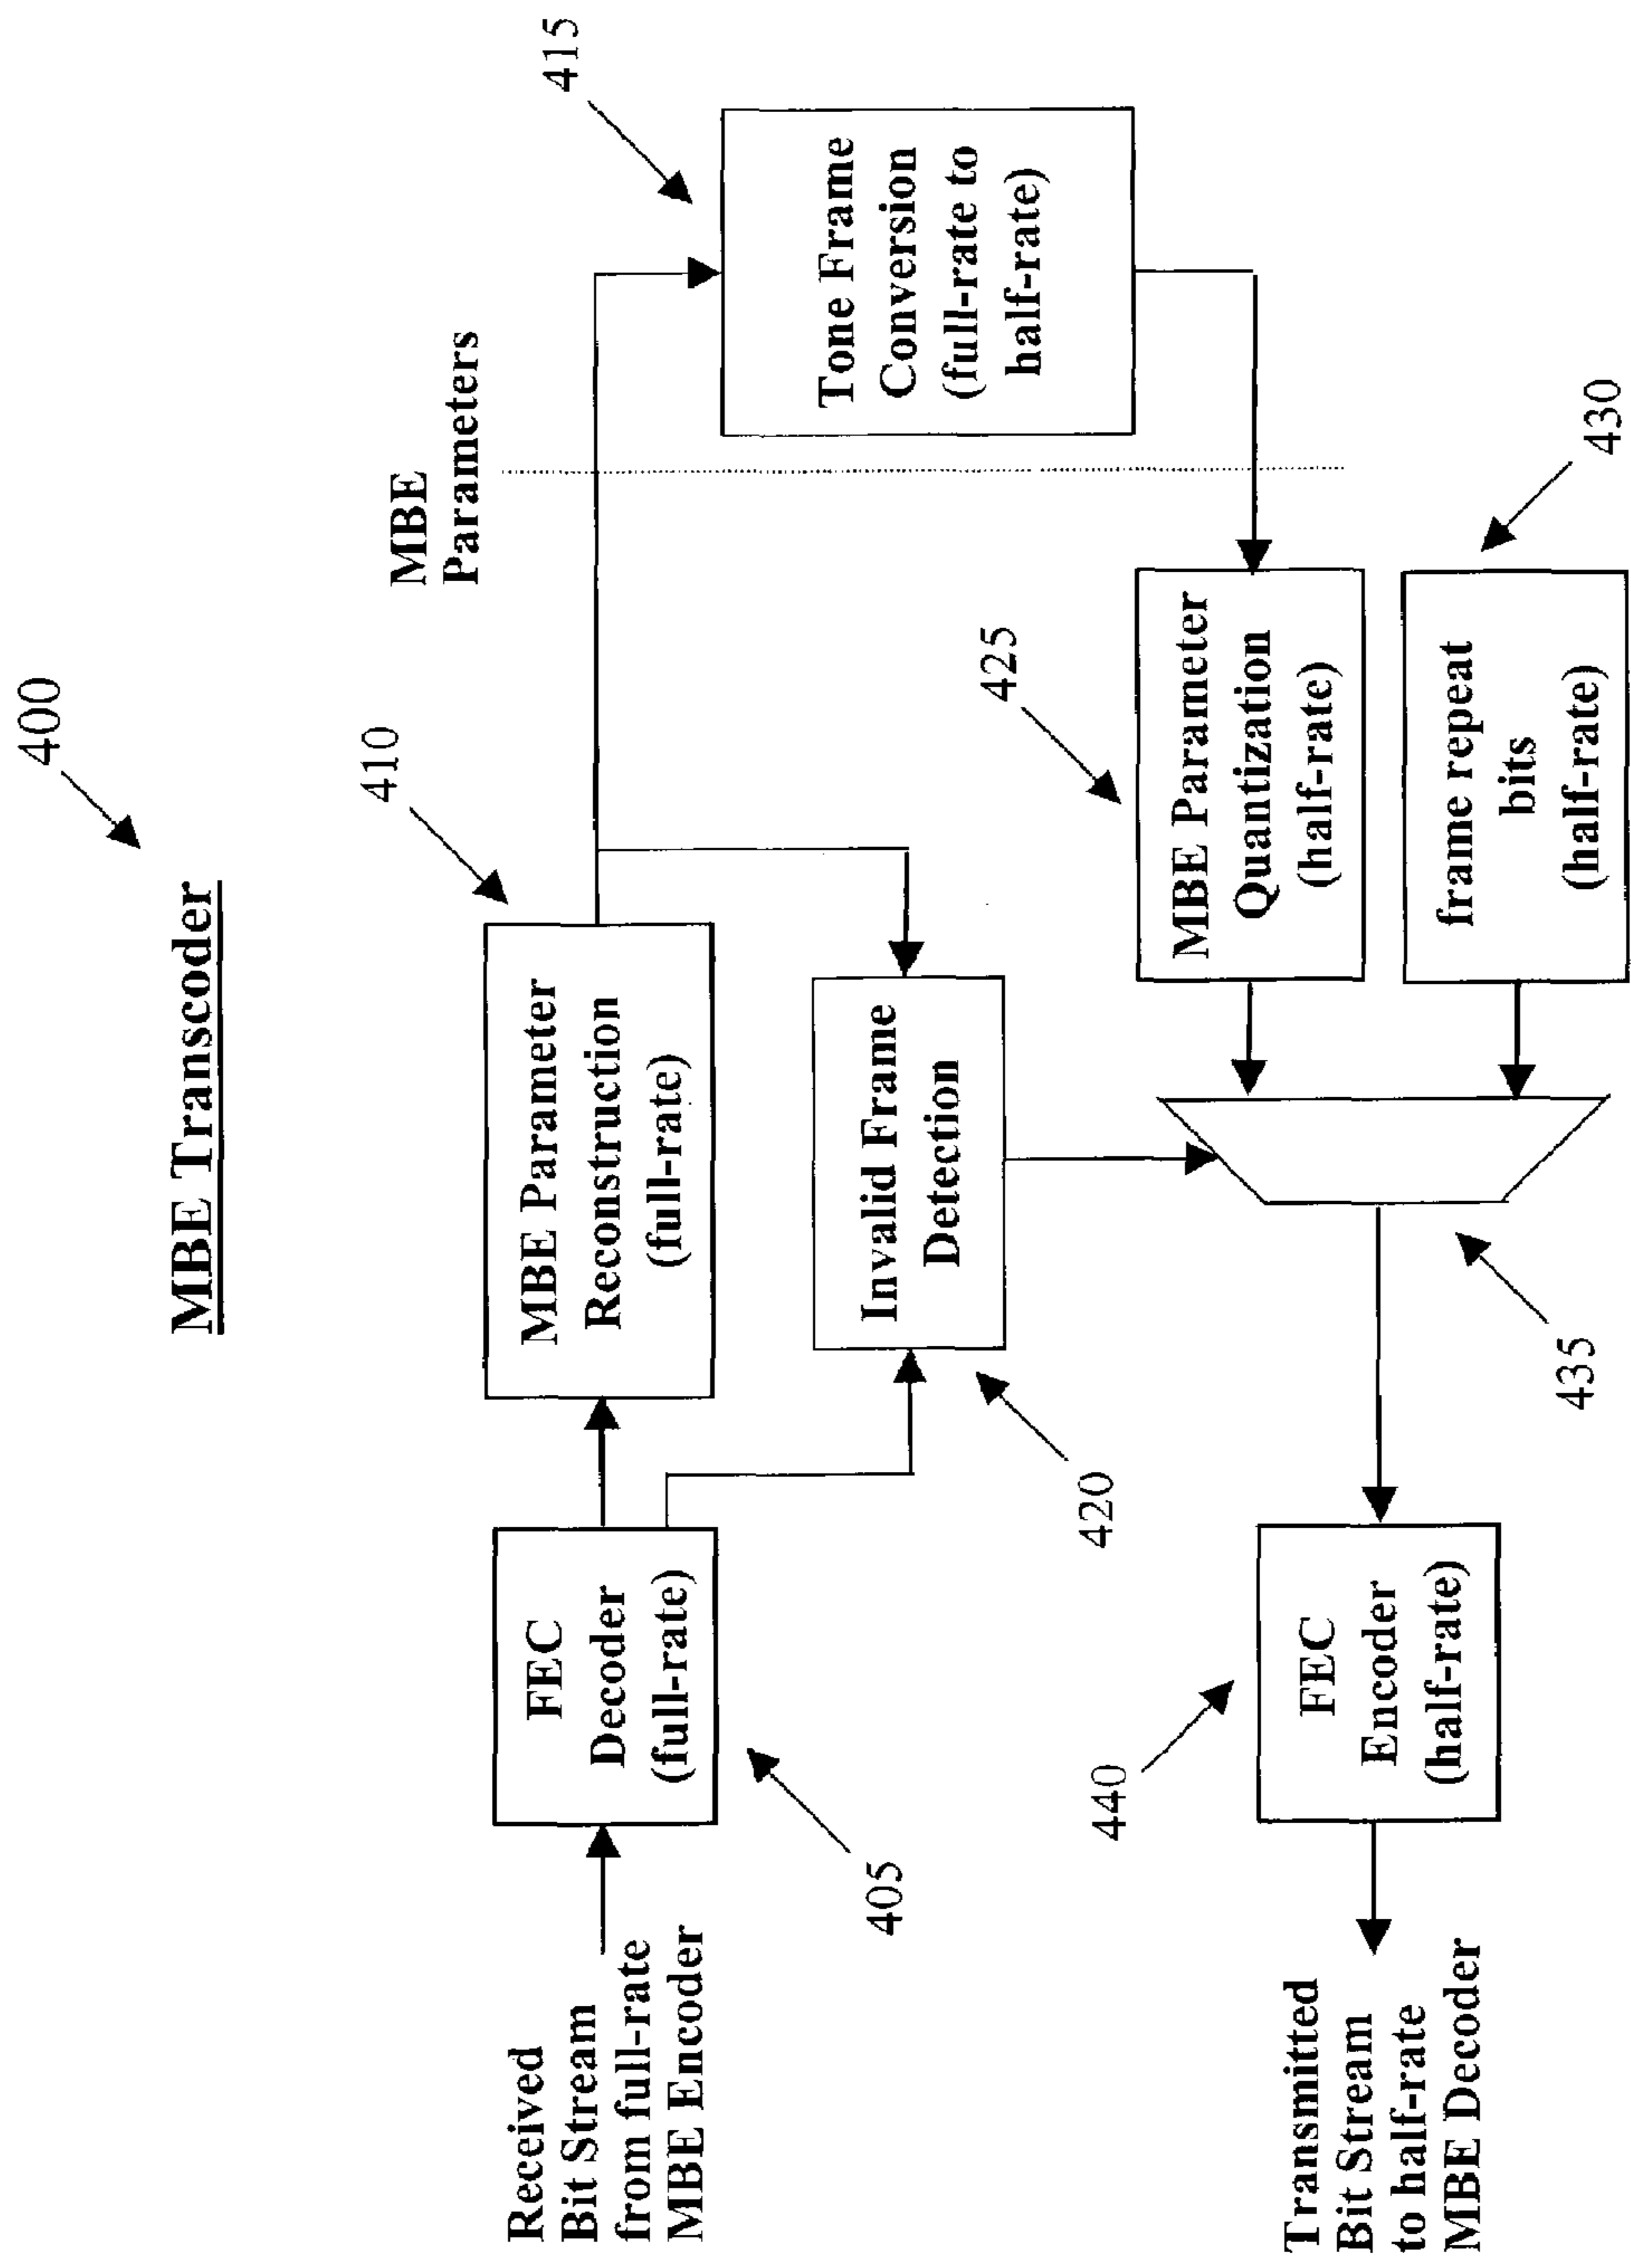 MBE Transcoder
400
Received
Bit Stream
from full-rate
MBE Encoder
FEC
Decoder
(full-rate)
405
MBE Parameter
Reconstruction
(full-rate)
410
MBE
Parameters
Tone Frame
Conversion
(full-rate to
half-rate)
415
Invalid Frame
Detection
420
MBE Parameter
Quantization
(half-rate)
425
frame repeat
bits
(half-rate)
430
435
FEC
Encoder
(half-rate)
440
Transmitted
Bit Stream
to half-rate
MBE Decoder